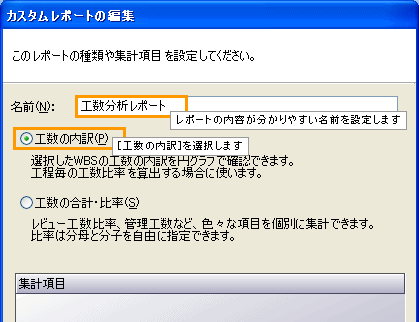 カスタムレポートの編集
このレポートの種類や集計項目を設定してください。
名前(N): 工数分析レポート
レポートの内容が分かりやすい名前を設定します
工数の内訳(P)
[工数の内訳]を選択します
選択したWBSの工数の内訳を円グラフで確認できます。
工程毎の工数比率を算出する場合に使います。
工数の合計・比率(S)
レビュー工数比率、管理工数など、色々な項目を個別に集計できます。
比率は分母と分子を自由に指定できます。
集計項目